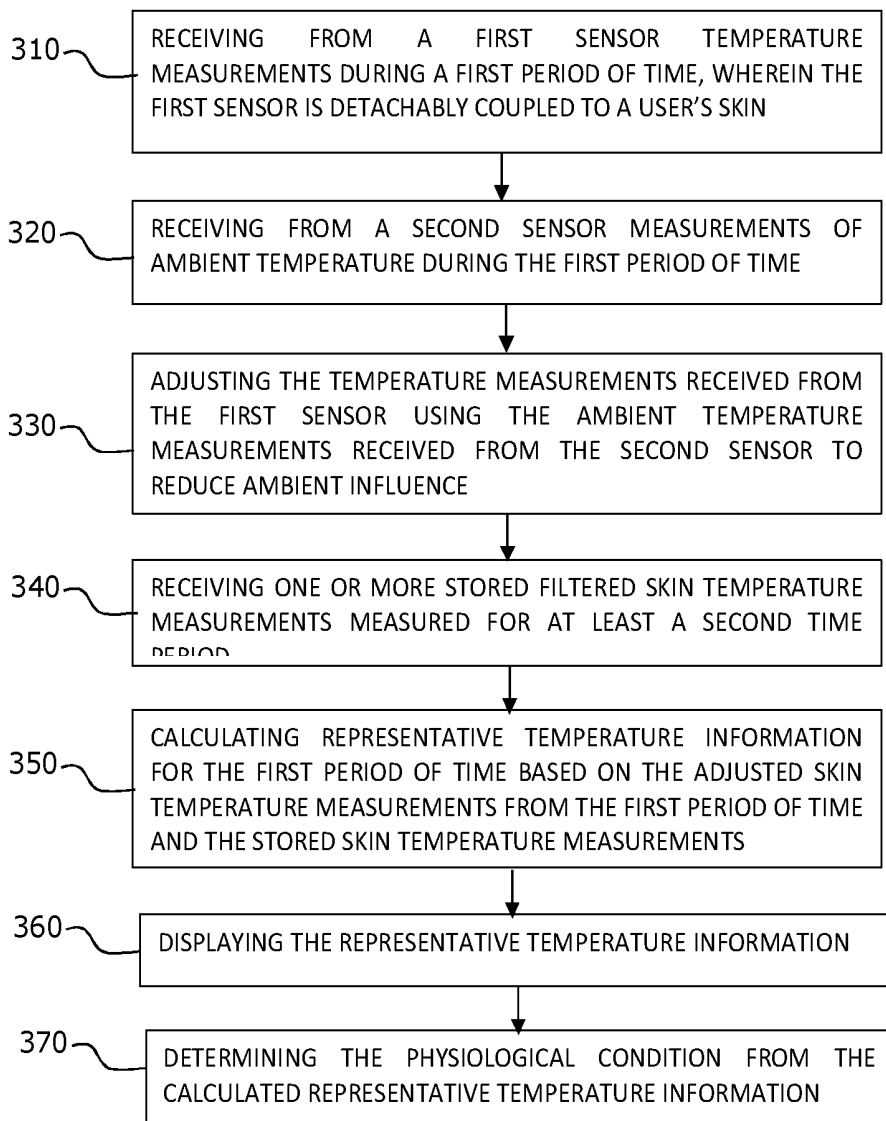 310
RECEIVING FROM A FIRST SENSOR TEMPERATURE
MEASUREMENTS DURING A FIRST PERIOD OF TIME, WHEREIN THE
FIRST SENSOR IS DETACHABLY COUPLED TO A USER'S SKIN
320
RECEIVING FROM A SECOND SENSOR MEASUREMENTS OF
AMBIENT TEMPERATURE DURING THE FIRST PERIOD OF TIME
330
ADJUSTING THE TEMPERATURE MEASUREMENTS RECEIVED FROM
THE FIRST SENSOR USING THE AMBIENT TEMPERATURE
MEASUREMENTS RECEIVED FROM THE SECOND SENSOR TO
REDUCE AMBIENT INFLUENCE
340
RECEIVING ONE OR MORE STORED FILTERED SKIN TEMPERATURE
MEASUREMENTS MEASURED FOR AT LEAST A SECOND TIME
PERIOD
350
CALCULATING REPRESENTATIVE TEMPERATURE INFORMATION
FOR THE FIRST PERIOD OF TIME BASED ON THE ADJUSTED SKIN
TEMPERATURE MEASUREMENTS FROM THE FIRST PERIOD OF TIME
AND THE STORED SKIN TEMPERATURE MEASUREMENTS
360
DISPLAYING THE REPRESENTATIVE TEMPERATURE INFORMATION
370
DETERMINING THE PHYSIOLOGICAL CONDITION FROM THE
CALCULATED REPRESENTATIVE TEMPERATURE INFORMATION